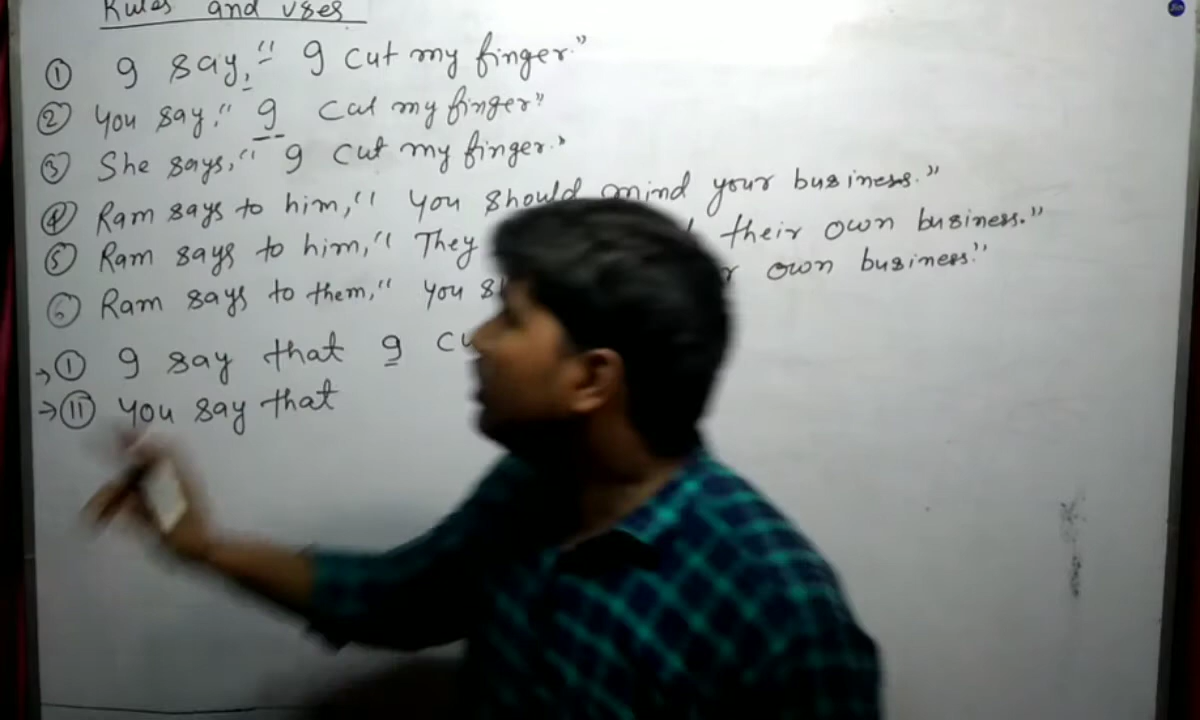 Rules and uses
① I say, " I cut my finger."
② You say," I cut my finger"
③ She says," I cut my finger."
④ Ram says to him," You should mind your business."
⑤ Ram says to him," They their own business."
⑥ Ram says to them," You own business."
→ ① I say that I
→ ⑪ You say that